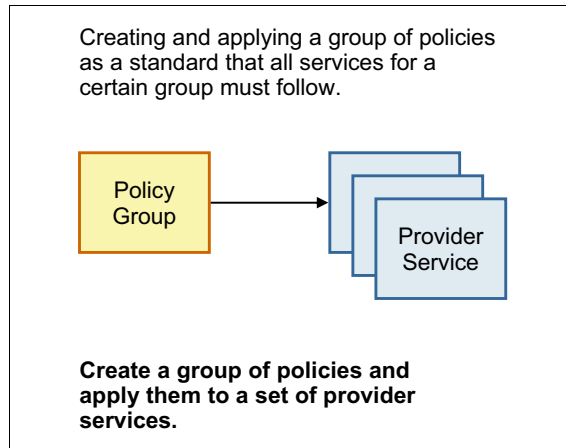 Creating and applying a group of policies
as a standard that all services for a
certain group must follow.
Policy
Group
Provider
Service
Create a group of policies and
apply them to a set of provider
services.